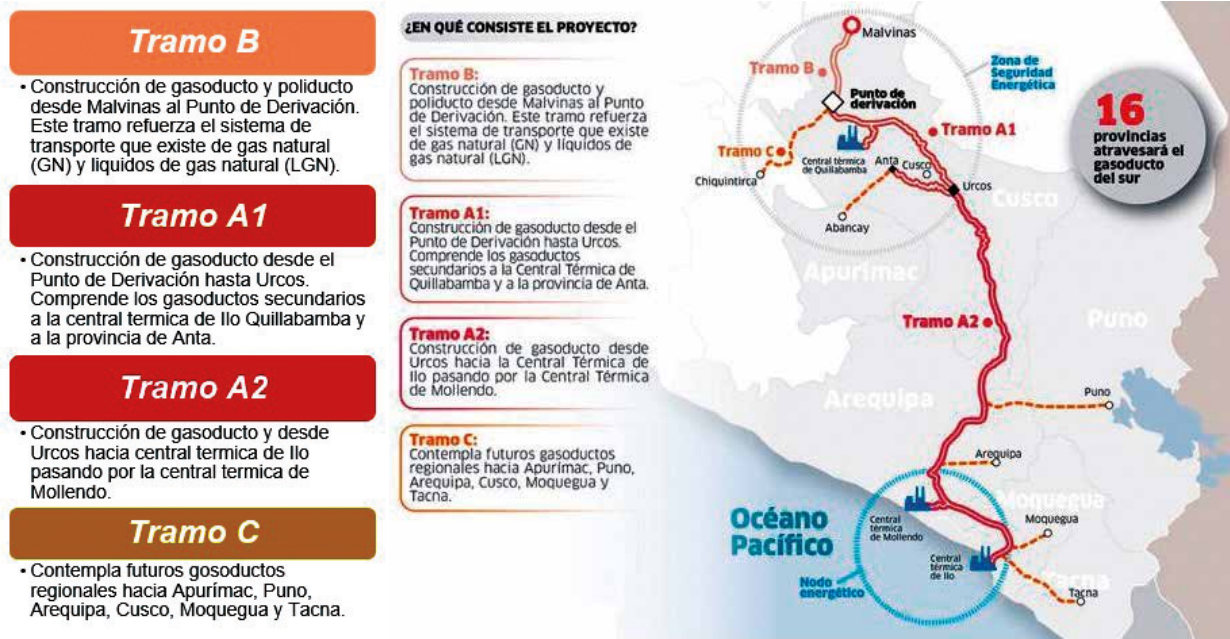 Tramo B
• Construcción de gasoducto y poliducto
desde Malvinas al Punto de Derivación.
Este tramo refuerza el sistema de
transporte que existe de gas natural
(GN) y liquidos de gas natural (LGN).
Tramo A1
• Construcción de gasoducto desde el
Punto de Derivación hasta Urcos.
Comprende los gasoductos secundarios
a la central termica de Ilo Quillabamba y
a la provincia de Anta.
Tramo A2
• Construcción de gasoducto y desde
Urcos hacia central termica de Ilo
pasando por la central termica de
Mollendo.
Tramo C
• Contempla futuros gosoductos
regionales hacia Apurímac, Puno,
Arequipa, Cusco, Moquegua y Tacna.
¿EN QUÉ CONSISTE EL PROYECTO?
Tramo B:
Construcción de gasoducto y
poliducto desde Malvinas al Punto
de Derivación. Este tramo refuerza
el sistema de transporte que existe
de gas natural (GN) y líquidos de
gas natural (LGN).
Tramo A1:
Construcción de gasoducto desde el
Punto de Derivación hasta Urcos.
Comprende los gasoductos
secundarios a la Central Térmica de
Quillabamba y a la provincia de Anta.
Tramo A2:
Construcción de gasoducto desde
Urcos hacia la Central Térmica de
Ilo pasando por la Central Térmica
de Mollendo.
Tramo C:
Contempla futuros gasoductos
regionales hacia Apurímac, Puno,
Arequipa, Cusco, Moquegua y
Tacna.
Malvinas
Tramo B
Zona de
Seguridad
Energética
Punto de
derivación
Tramo A1
16
provincias
atravesará el
gasoducto
del sur
Tramo C
Central térmica
de Quillabamba
Anta
Cusco
Chiquintirca
Urcos
Cusco
Abancay
Apurímac
Tramo A2
Puno
Puno
Arequipa
Arequipa
Moquegua
Moquegua
Océano
Pacífico
Central
térmica
de Mollendo
Central
térmica
de Ilo
Nodo
energético
Tacna
Tacna